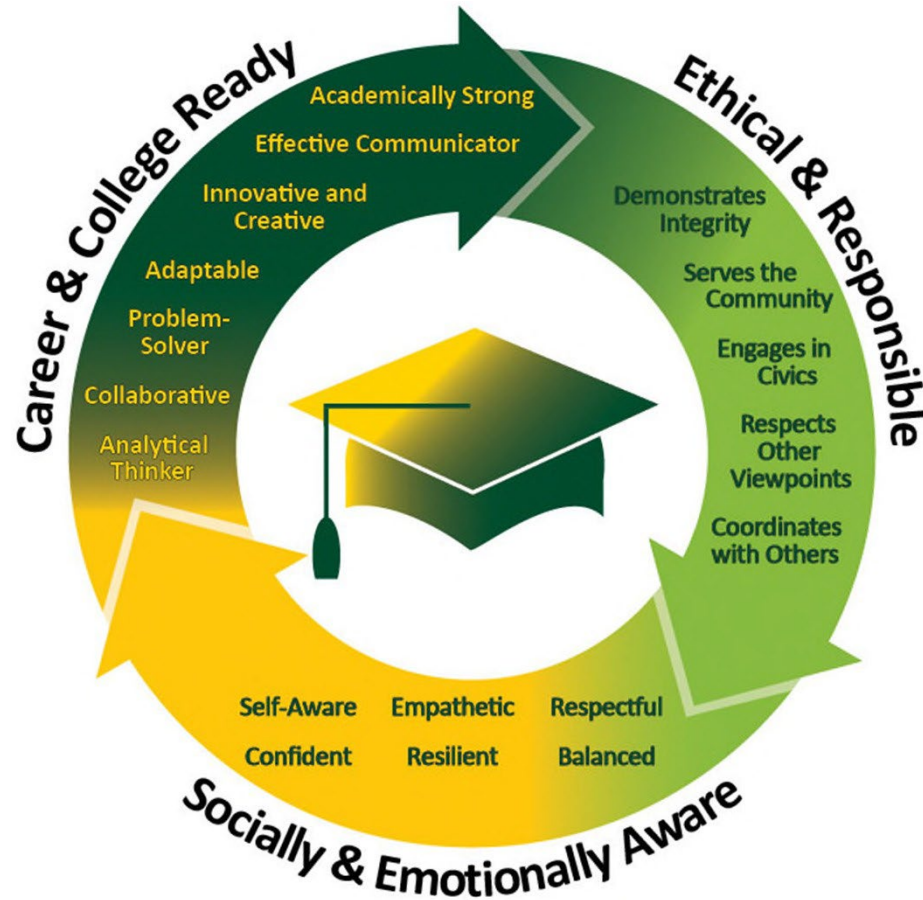 Career & College Ready
Academically Strong
Effective Communicator
Innovative and
Creative
Adaptable
Problem-
Solver
Collaborative
Analytical
Thinker
Ethical & Responsible
Demonstrates
Integrity
Serves the
Community
Engages in
Civics
Respects
Other
Viewpoints
Coordinates
with Others
Self-Aware Empathetic Respectful
Confident Resilient Balanced
Socially & Emotionally Aware